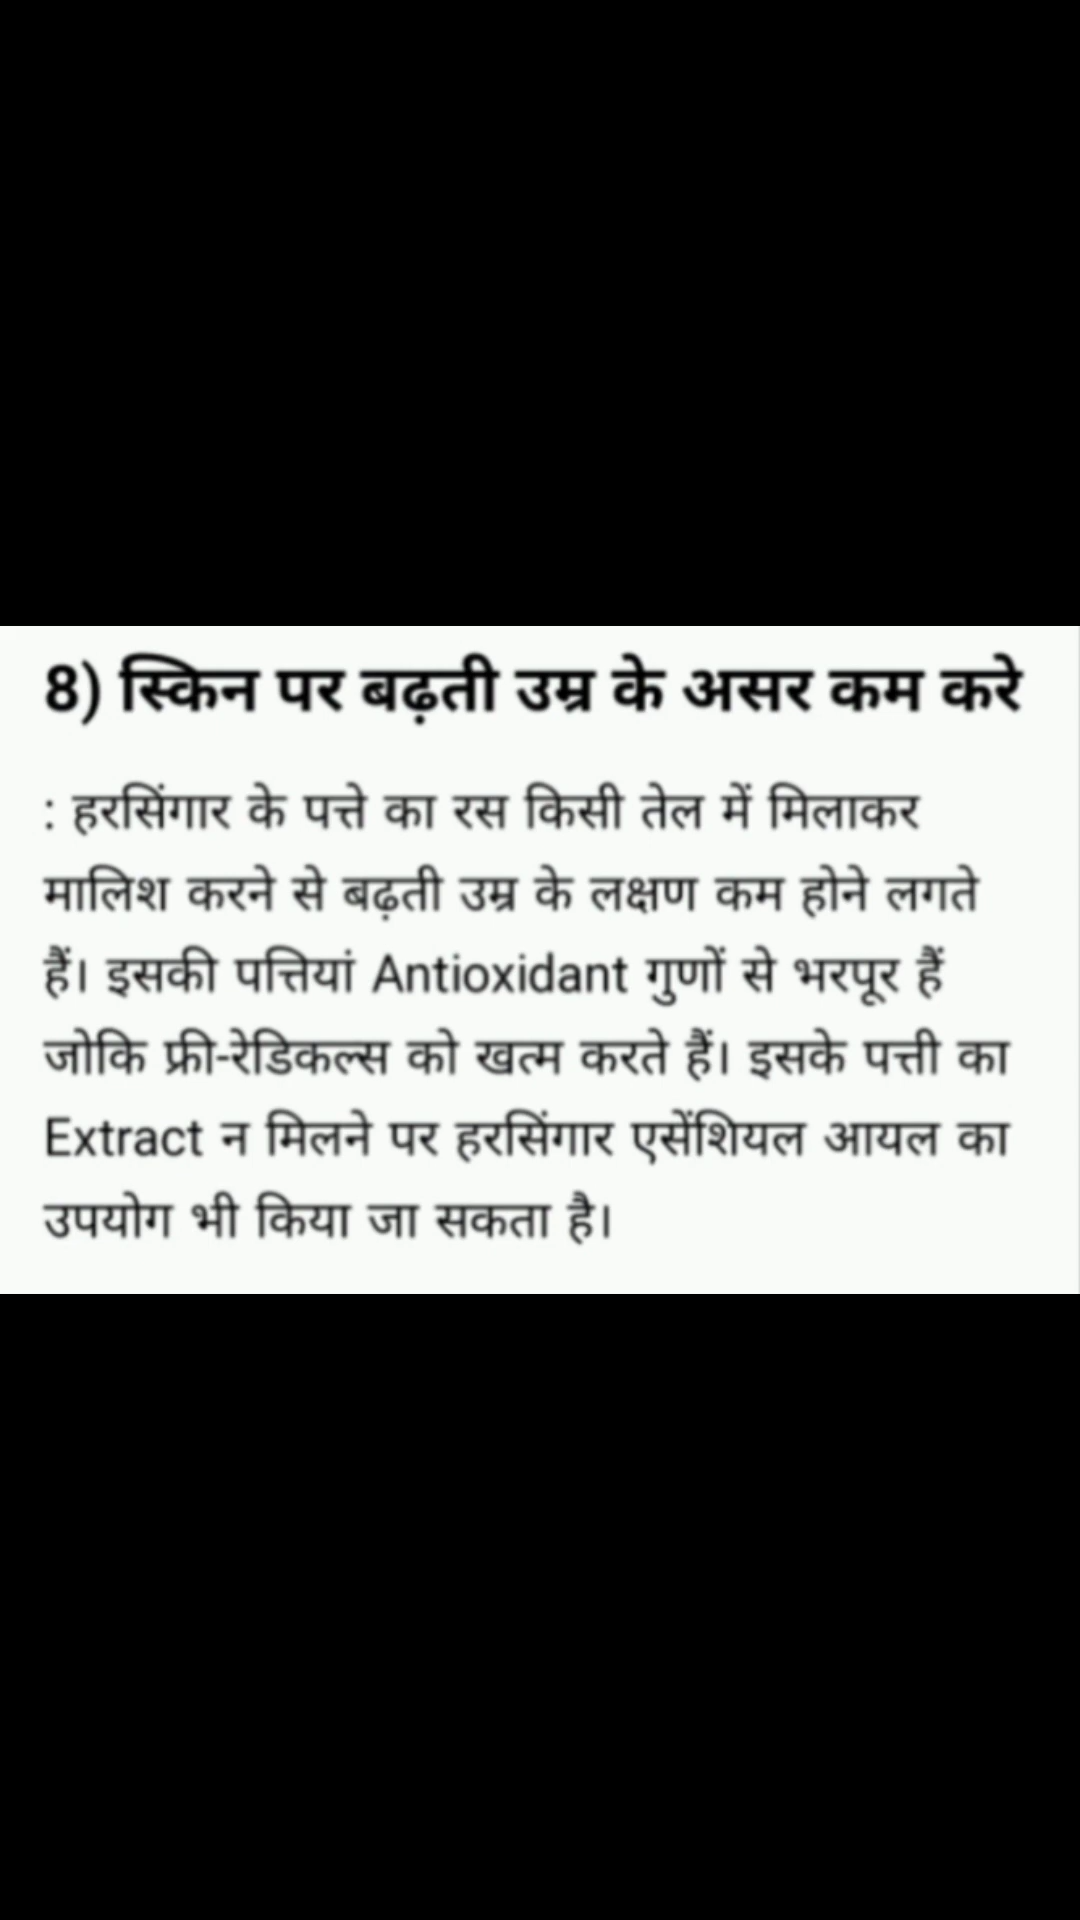 8) स्किन पर बढ़ती उम्र के असर कम करे
: हरसिंगार के पत्ते का रस किसी तेल में मिलाकर
मालिश करने से बढ़ती उम्र के लक्षण कम होने लगते
हैं। इसकी पत्तियां Antioxidant गुणों से भरपूर हैं
जोकि फ्री-रेडिकल्स को खत्म करते हैं। इसके पत्ती का
Extract न मिलने पर हरसिंगार एसेंशियल आयल का
उपयोग भी किया जा सकता है।